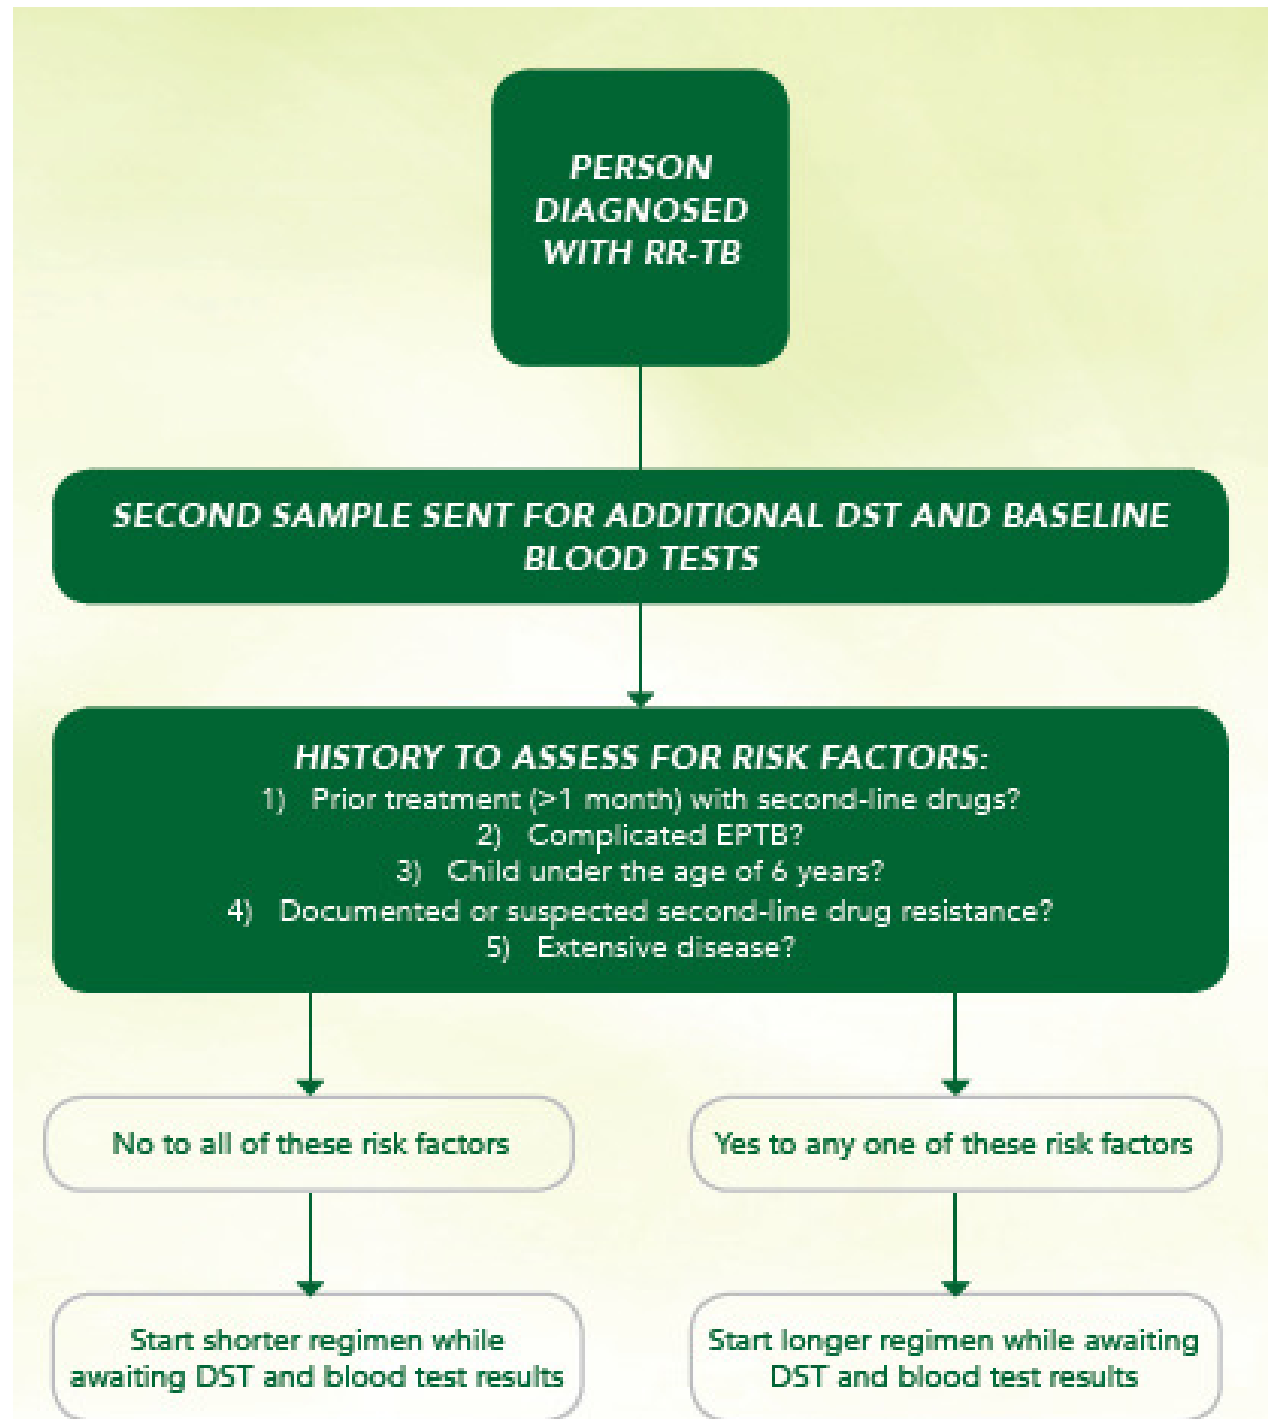 PERSON
DIAGNOSED
WITH RR-TB
SECOND SAMPLE SENT FOR ADDITIONAL DST AND BASELINE
BLOOD TESTS
HISTORY TO ASSESS FOR RISK FACTORS:
1) Prior treatment (>1 month) with second-line drugs?
2) Complicated EPTB?
3) Child under the age of 6 years?
4) Documented or suspected second-line drug resistance?
5) Extensive disease?
No to all of these risk factors
Yes to any one of these risk factors
Start shorter regimen while
awaiting DST and blood test results
Start longer regimen while awaiting
DST and blood test results